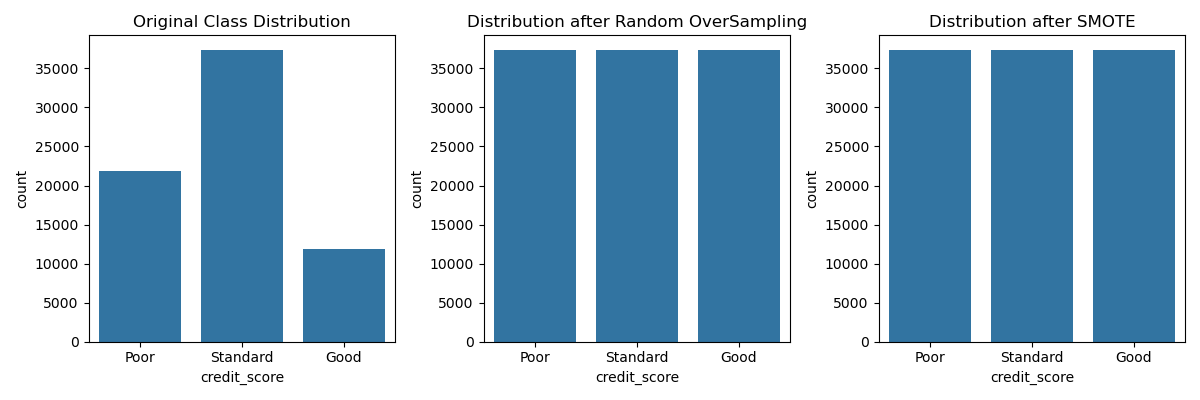 Original Class Distribution
35000
30000
25000
20000
15000
10000
5000
0
count
Poor Standard Good
credit_score
Distribution after Random OverSampling
35000
30000
25000
20000
15000
10000
5000
0
count
Poor Standard Good
credit_score
Distribution after SMOTE
35000
30000
25000
20000
15000
10000
5000
0
count
Poor Standard Good
credit_score